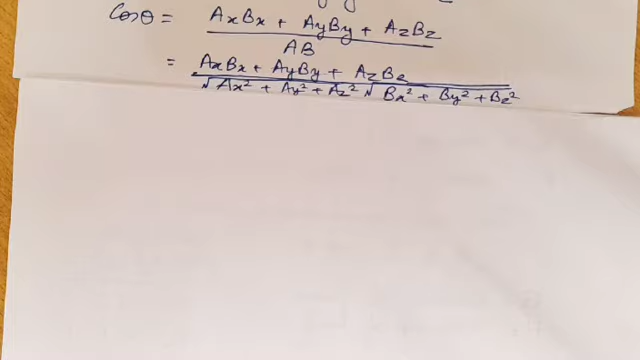 Cosθ = AxBx + AyBy + AzBz
AB
= AxBx + AyBy + AzBz
√Ax² + Ay² + Az² √Bx² + By² + Bz²